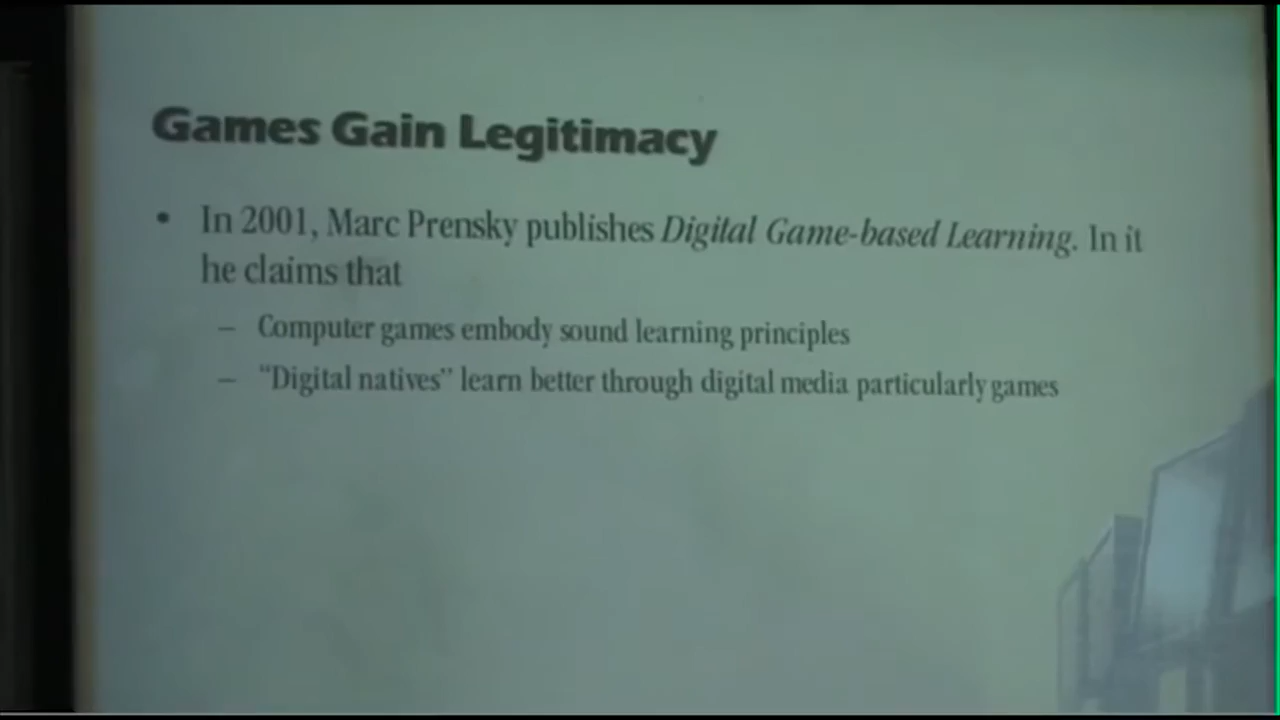 Games Gain Legitimacy
• In 2001, Marc Prensky publishes Digital Game-based Learning. In it
he claims that
– Computer games embody sound learning principles
– “Digital natives” learn better through digital media particularly games